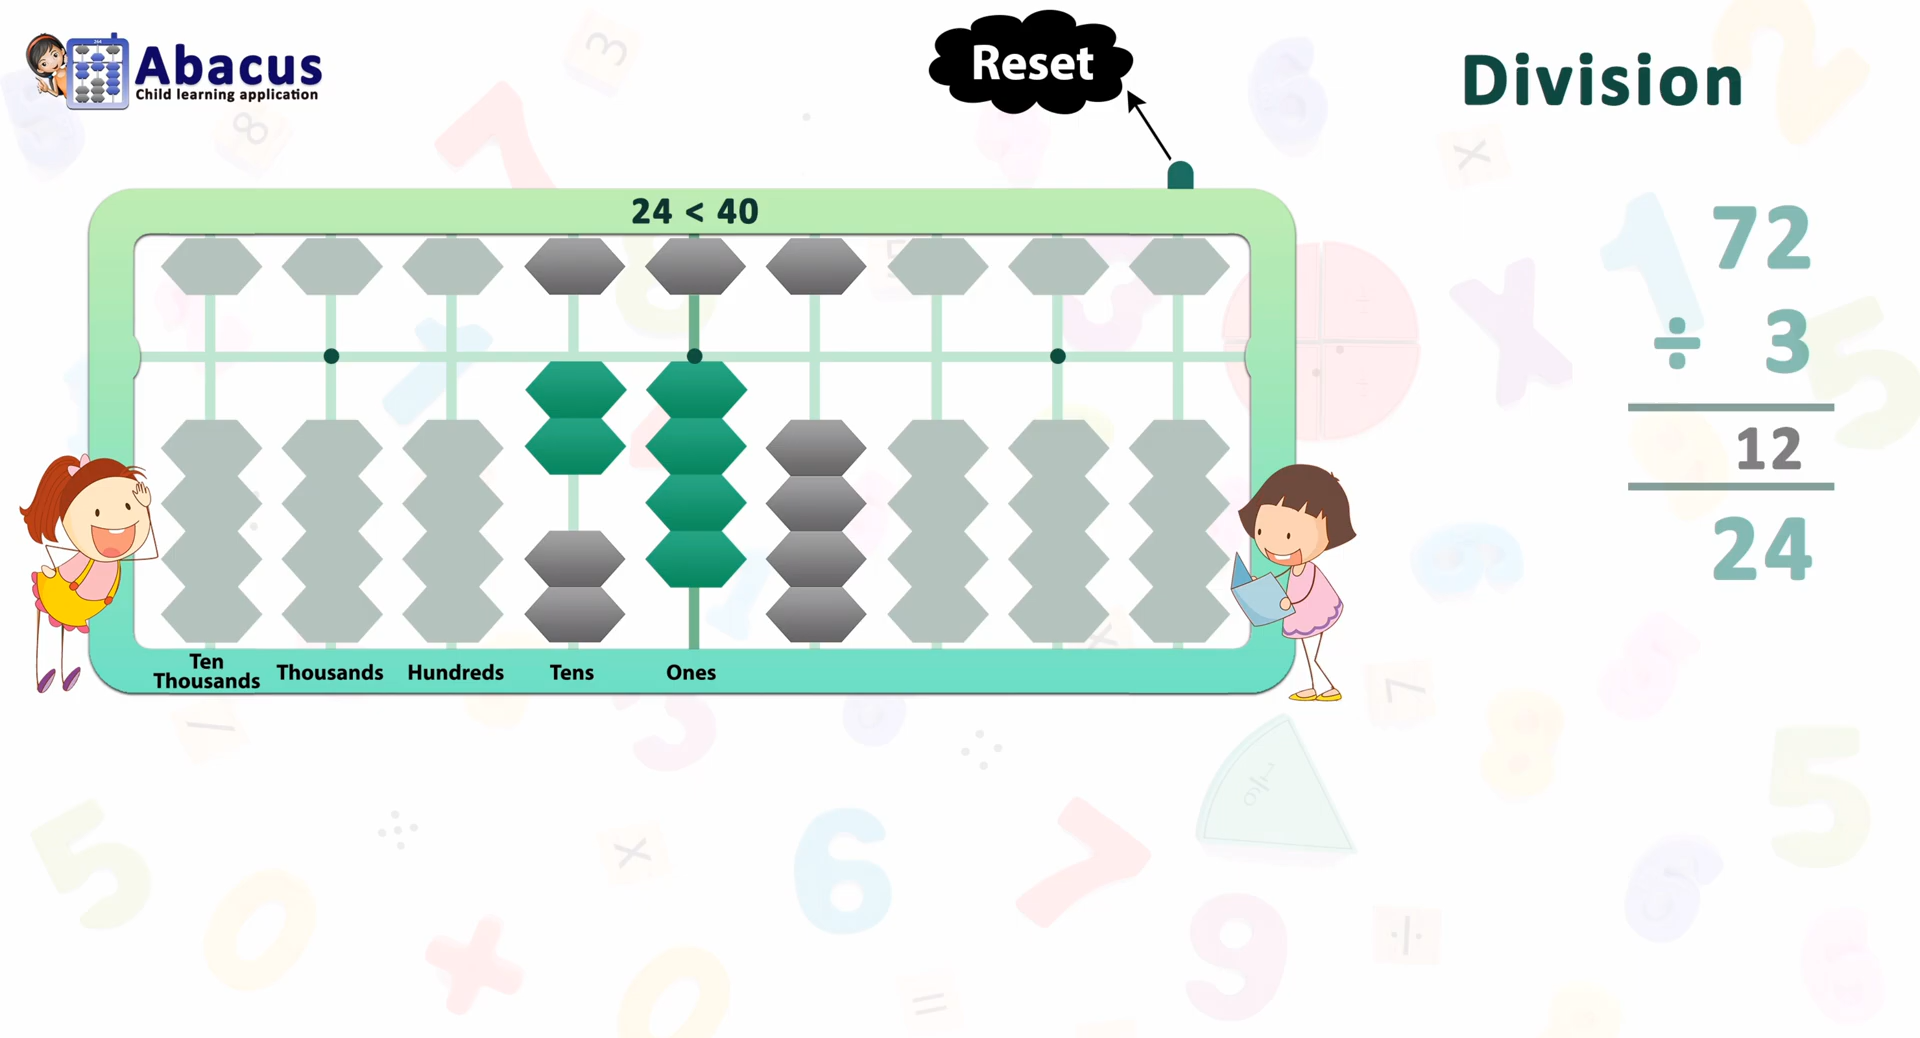 Abacus
Child learning application
Reset
Division
24 < 40
72
÷ 3
12
24
Ten
Thousands
Thousands
Hundreds
Tens
Ones